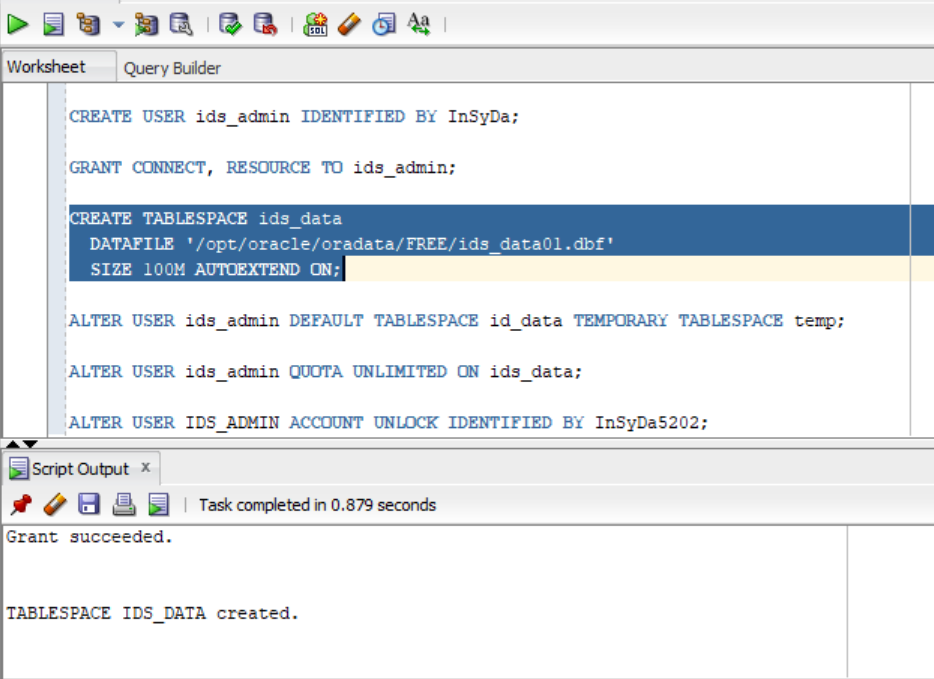 SQL
Aa
Worksheet Query Builder
CREATE USER ids_admin IDENTIFIED BY InSyDa;
GRANT CONNECT, RESOURCE TO ids_admin;
CREATE TABLESPACE ids_data
DATAFILE '/opt/oracle/oradata/FREE/ids_data01.dbf'
SIZE 100M AUTOEXTEND ON;
ALTER USER ids_admin DEFAULT TABLESPACE id_data TEMPORARY TABLESPACE temp;
ALTER USER ids_admin QUOTA UNLIMITED ON ids_data;
ALTER USER IDS_ADMIN ACCOUNT UNLOCK IDENTIFIED BY InSyDa5202;
Script Output x
Task completed in 0.879 seconds
Grant succeeded.
TABLESPACE IDS_DATA created.